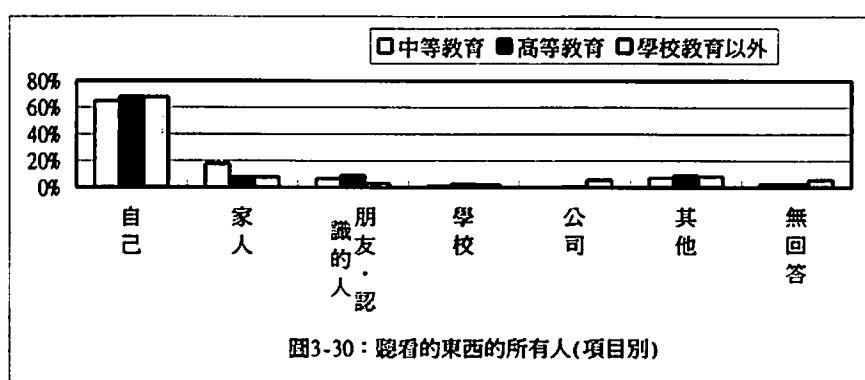 中等教育 高等教育 學校教育以外
80%
60%
40%
20%
0%
自己
家人
朋友・認識的人
學校
公司
其他
無回答
圖3-30：聽看的東西的所有人(項目別)